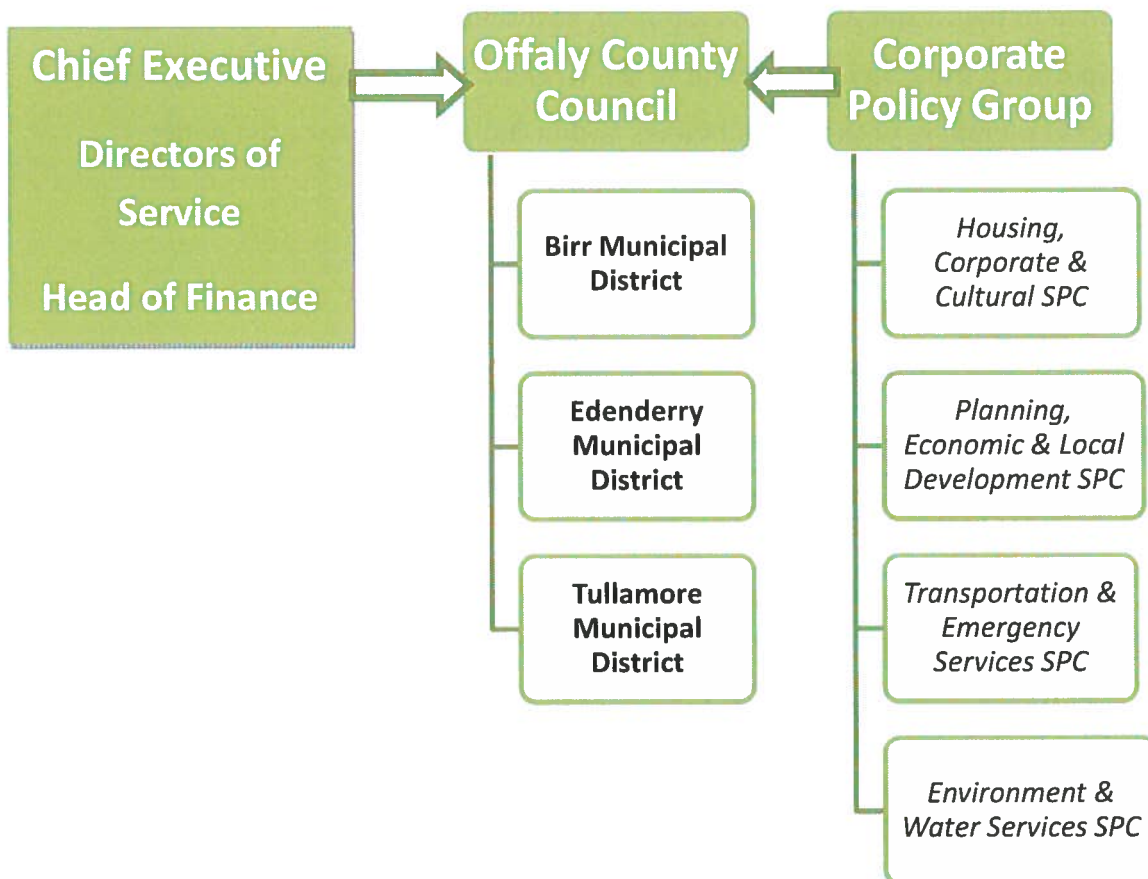 Chief Executive
Directors of
Service
Head of Finance
Offaly County
Council
Birr Municipal
District
Edenderry
Municipal
District
Tullamore
Municipal
District
Corporate
Policy Group
Housing,
Corporate &
Cultural SPC
Planning,
Economic & Local
Development SPC
Transportation &
Emergency
Services SPC
Environment &
Water Services SPC